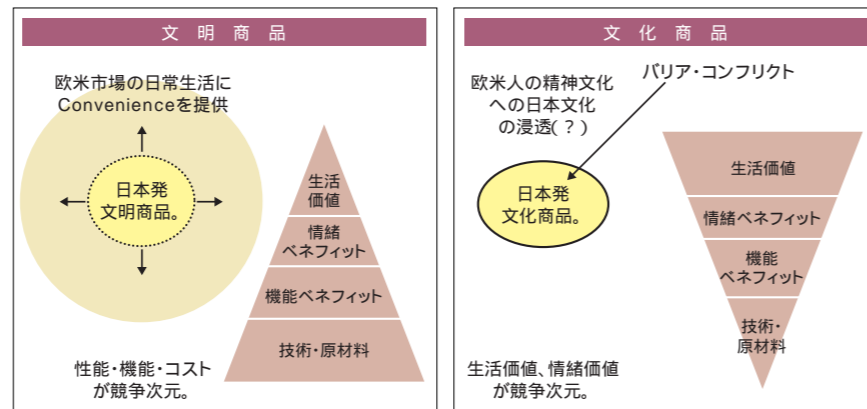 文明商品
欧米市場の日常生活に
Convenienceを提供
日本発
文明商品。
生活
価値
情緒
ベネフィット
機能ベネフィット
技術・原材料
性能・機能・コスト
が競争次元。
文化商品
バリア・コンフリクト
欧米人の精神文化
への日本文化
の浸透(?)
日本発
文化商品。
生活価値
情緒ベネフィット
機能
ベネフィット
技術・
原材料
生活価値、情緒価値
が競争次元。